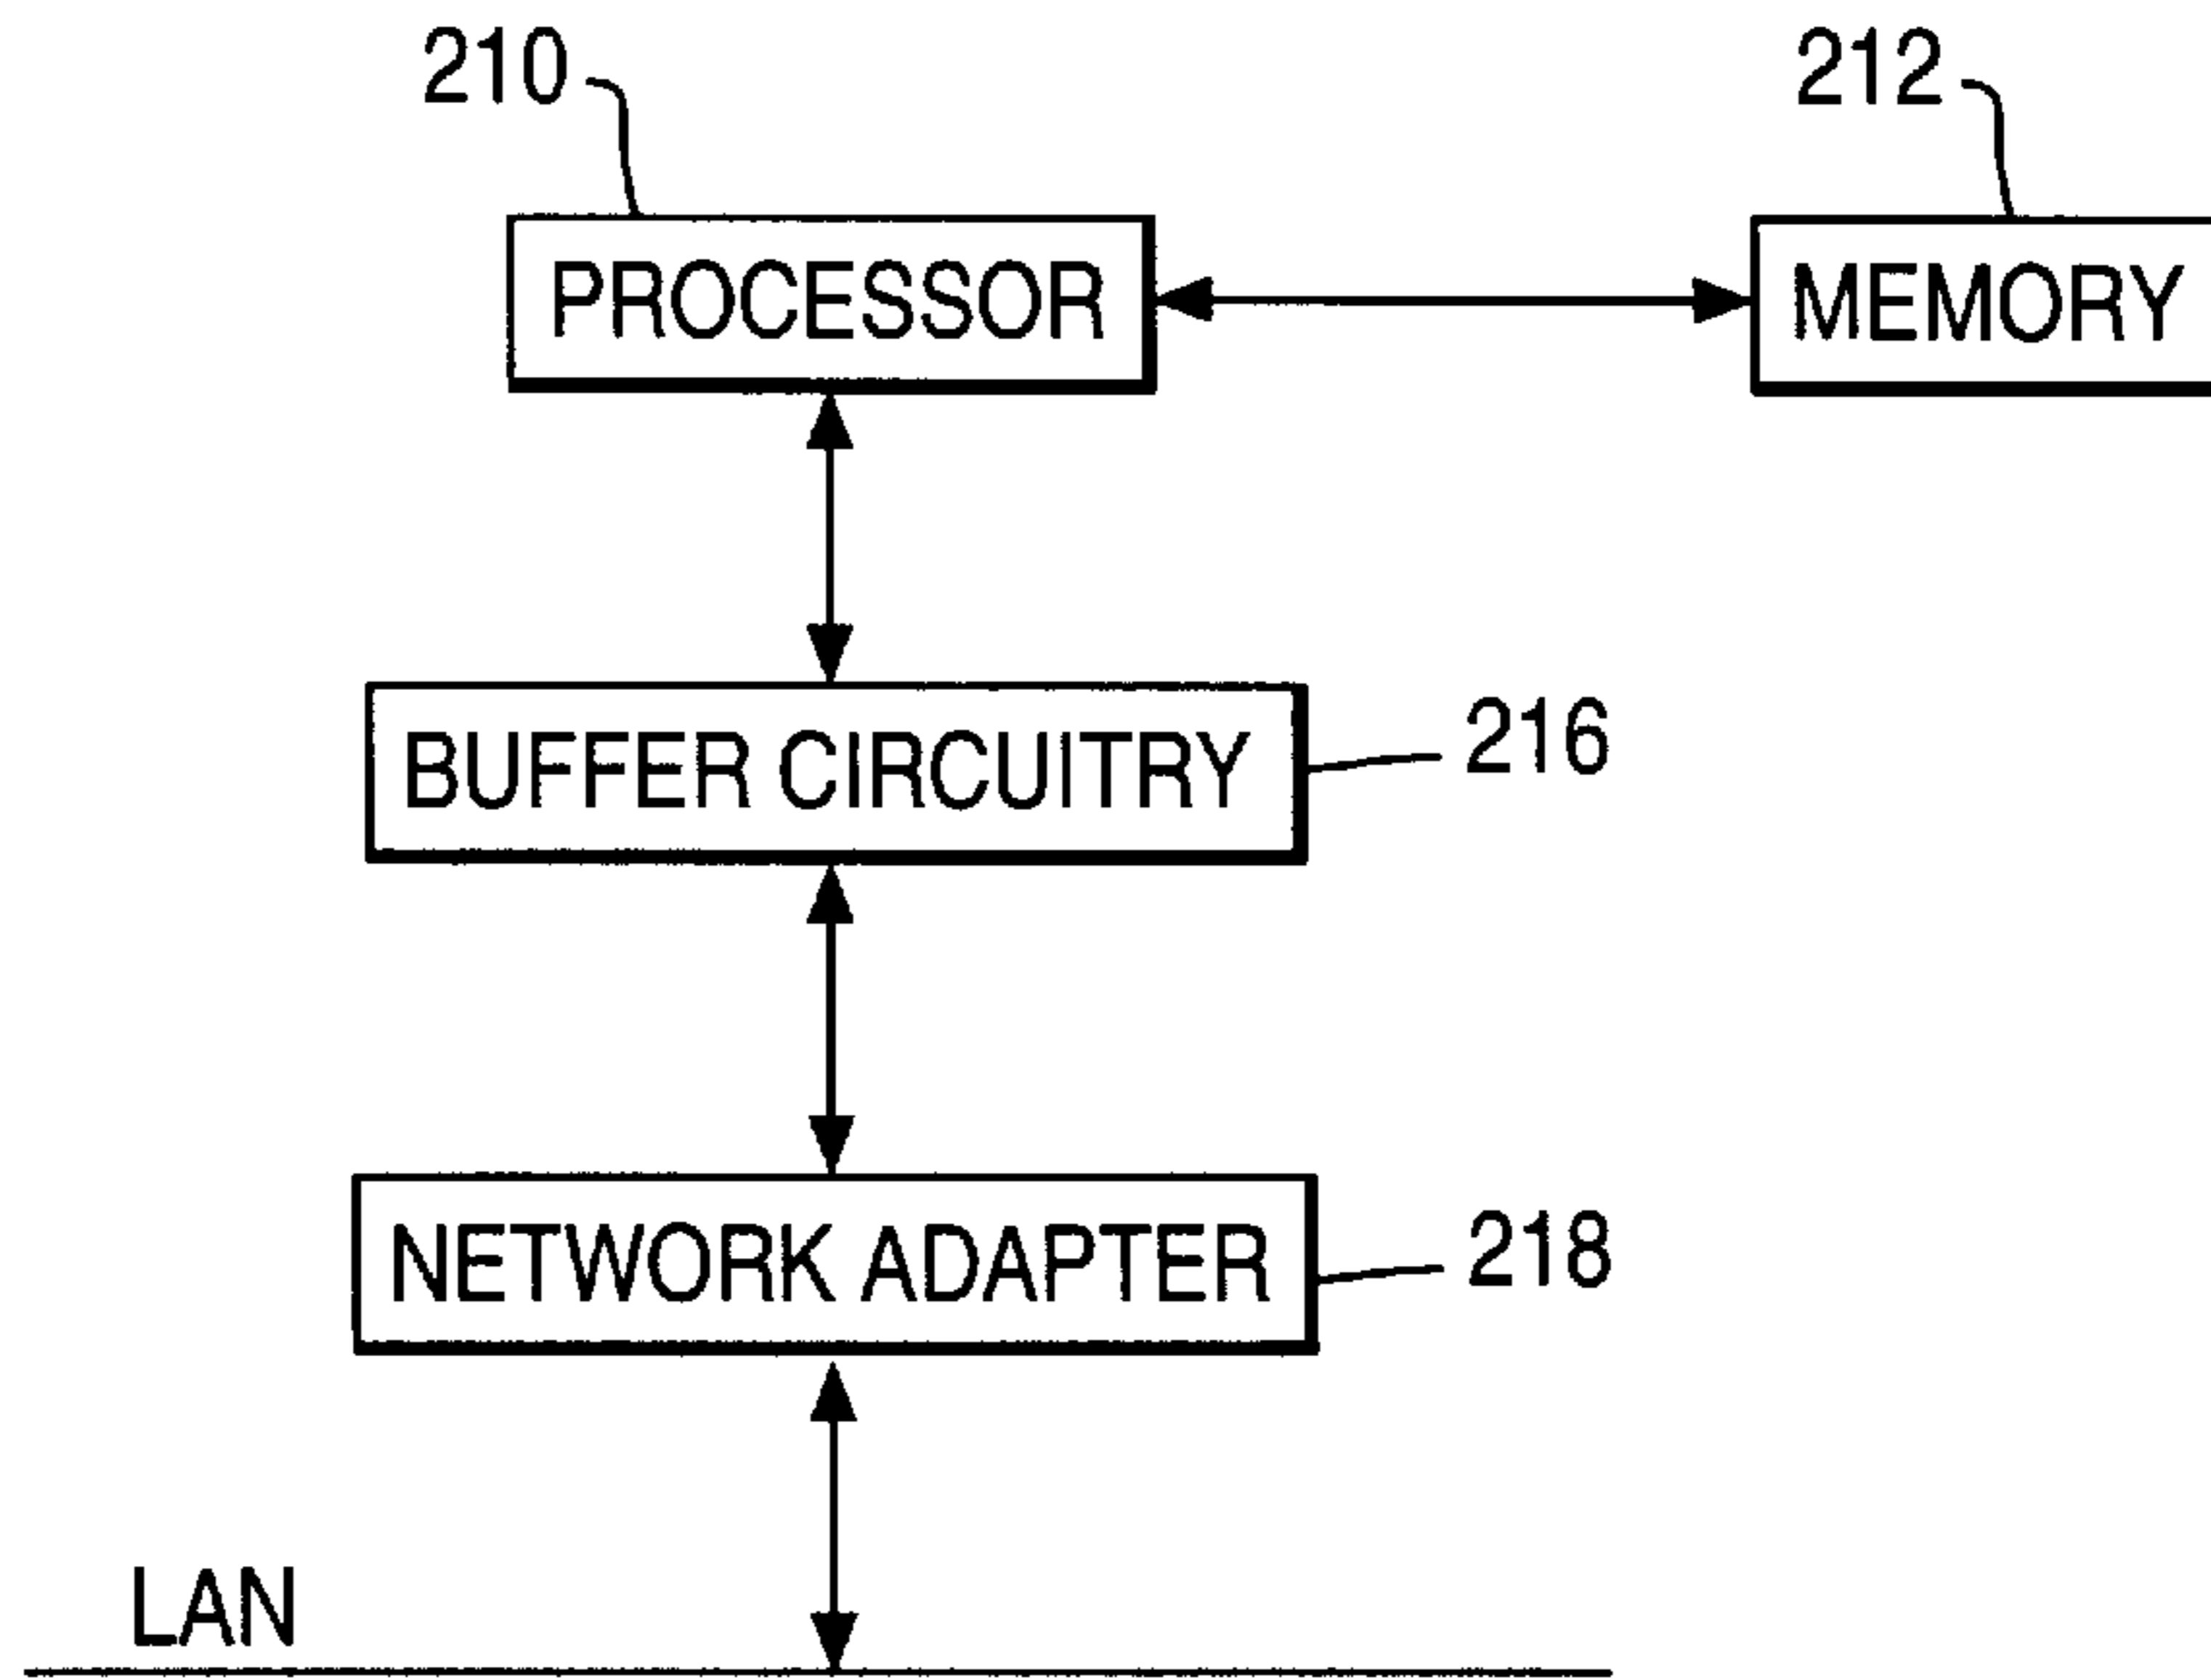 210
212
PROCESSOR
MEMORY
BUFFER CIRCUITRY
216
NETWORK ADAPTER
218
LAN